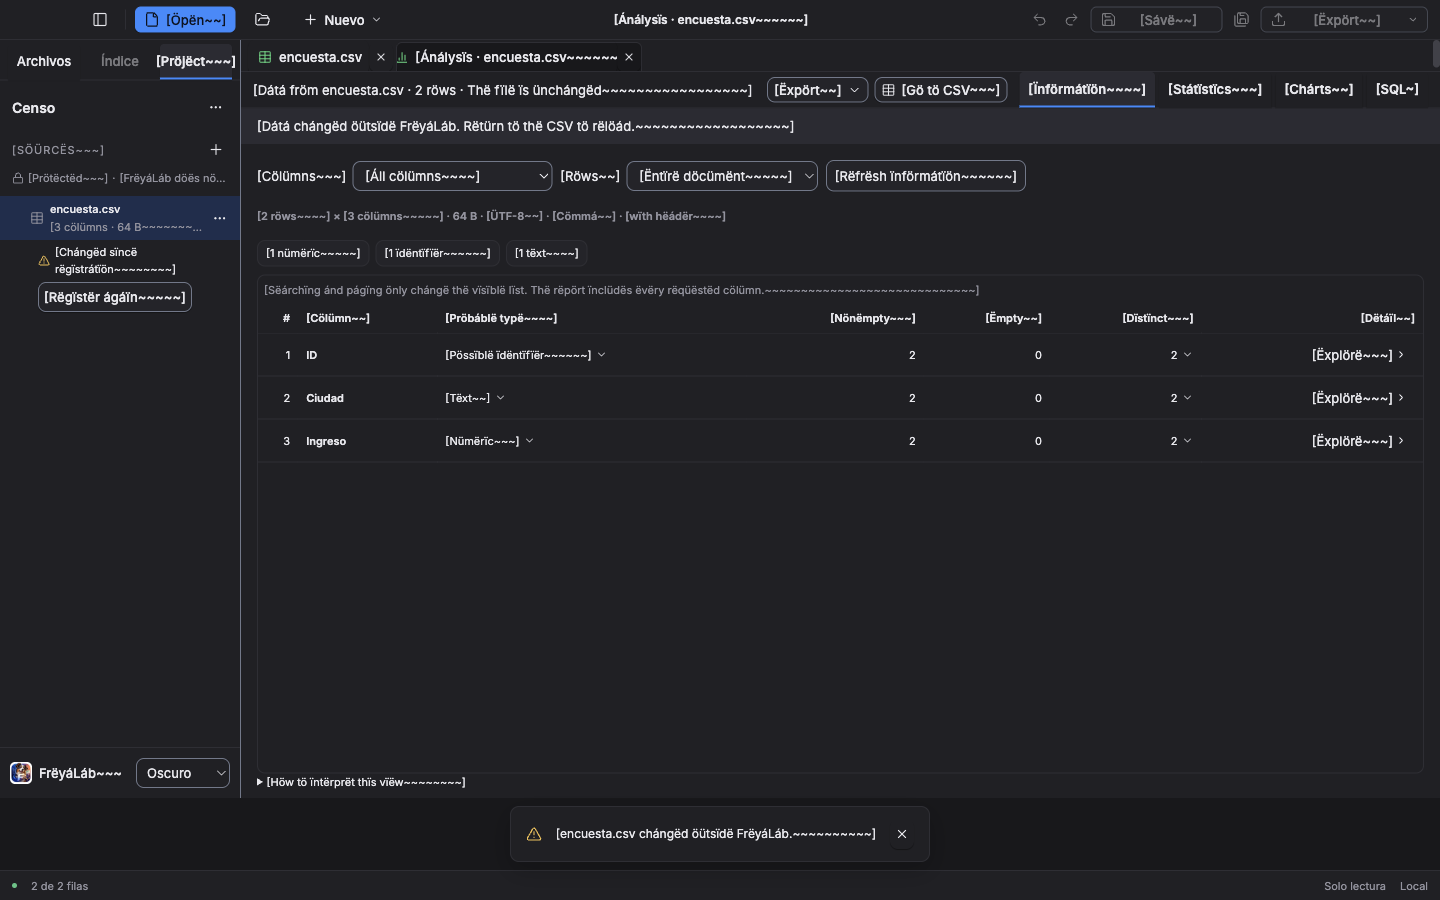 [Öpën~~]
Nuevo
[Ánálysïs · encuesta.csv~~~~~~]
[Sávë~~]
[Ëxpört~~]
Archivos
Índice
[Pröjëct~~~]
encuesta.csv
[Ánálysïs · encuesta.csv~~~~~~
[Dátá fröm encuesta.csv · 2 röws · Thë fïlë ïs ünchángëd~~~~~~~~~~~~~~~~~]
[Ëxpört~~]
[Gö tö CSV~~~]
[Ïnförmátïön~~~~]
[Státïstïcs~~~]
[Chárts~~]
[SQL~]
Censo
[Dátá chángëd öütsïdë FrëyáLáb. Rëtürn tö thë CSV tö rëlöád.~~~~~~~~~~~~~~~~~~]
[SÖÜRCËS~~~]
[Prötëctëd~~~] · [FrëyáLáb döës nö...
[Cölümns~~~]
[Áll cölümns~~~~]
[Röws~~]
[Ëntïrë döcümënt~~~~~]
[Rëfrësh ïnförmátïön~~~~~~]
encuesta.csv
[3 cölümns · 64 B~~~~~~~...
[2 röws~~~~] × [3 cölümns~~~~~] · 64 B · [ÜTF-8~~] · [Cömmá~~] · [wïth hëádër~~~~]
[Chángëd sïncë
rëgïstrátïön~~~~~~~~]
[Rëgïstër ágáïn~~~~~]
[1 nümërïc~~~~~]
[1 ïdëntïfïër~~~~~~]
[1 tëxt~~~~]
[Sëárchïng ánd págïng önly chángë thë vïsïblë lïst. Thë rëpört ïnclüdës ëvëry rëqüëstëd cölümn.~~~~~~~~~~~~~~~~~~~~~~~~~~~~~]
# [Cölümn~~] [Pröbáblë typë~~~~] [Nönëmpty~~~] [Ëmpty~~] [Dïstïnct~~~] [Dëtáïl~~]
1 ID [Pössïblë ïdëntïfïër~~~~~~] 2 0 2 [Ëxplörë~~~]
2 Ciudad [Tëxt~~] 2 0 2 [Ëxplörë~~~]
3 Ingreso [Nümërïc~~~] 2 0 2 [Ëxplörë~~~]
FrëyáLáb~~~
Oscuro
[Höw tö ïntërprët thïs vïëw~~~~~~~~]
[encuesta.csv chángëd öütsïdë FrëyáLáb.~~~~~~~~~~]
2 de 2 filas
Solo lectura
Local